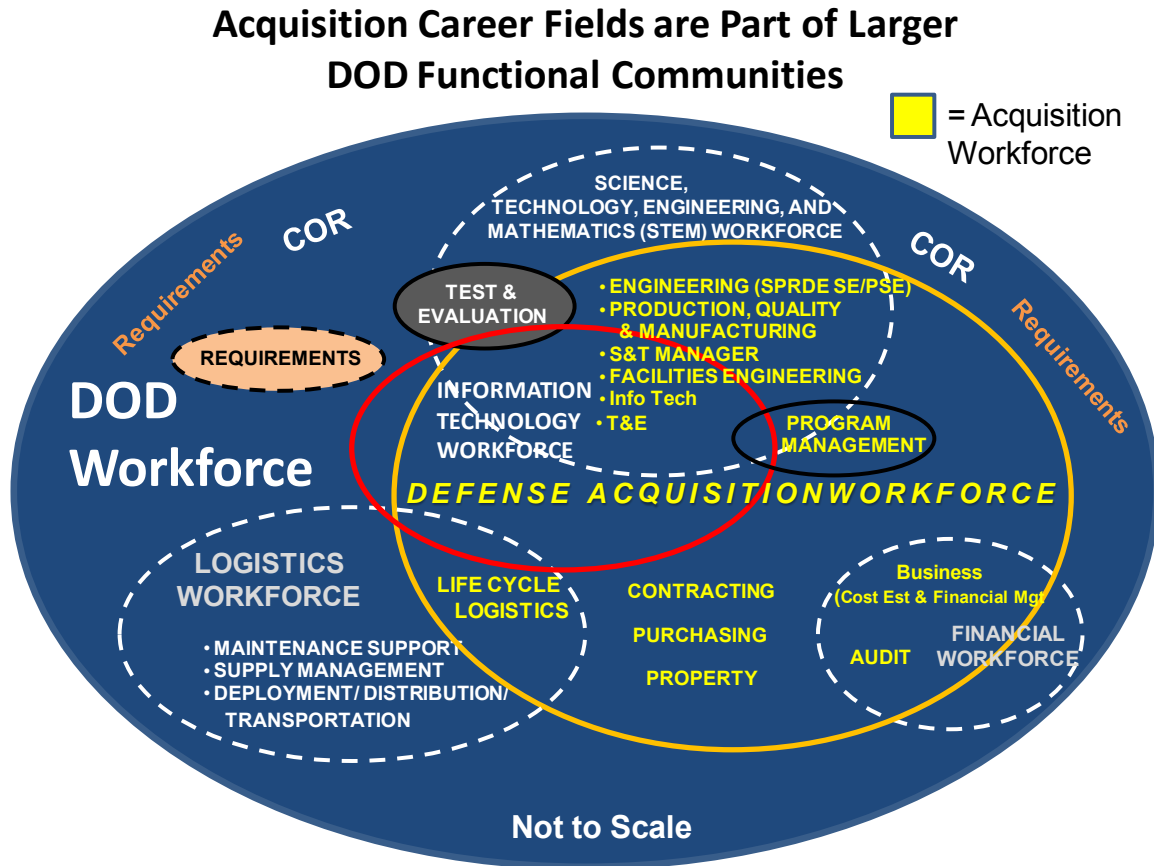 Acquisition Career Fields are Part of Larger
DOD Functional Communities
= Acquisition
Workforce
SCIENCE,
TECHNOLOGY, ENGINEERING, AND
MATHEMATICS (STEM) WORKFORCE
COR
COR
Requirements
Requirements
TEST &
EVALUATION
• ENGINEERING (SPRDE SE/PSE)
• PRODUCTION, QUALITY
& MANUFACTURING
• S&T MANAGER
• FACILITIES ENGINEERING
• Info Tech
• T&E
REQUIREMENTS
DOD
Workforce
INFORMATION
TECHNOLOGY
WORKFORCE
PROGRAM
MANAGEMENT
DEFENSE ACQUISITIONWORKFORCE
LOGISTICS
WORKFORCE
• MAINTENANCE SUPPORT
• SUPPLY MANAGEMENT
• DEPLOYMENT/ DISTRIBUTION/
TRANSPORTATION
LIFE CYCLE
LOGISTICS
CONTRACTING
PURCHASING
PROPERTY
Business
(Cost Est & Financial Mgt
AUDIT
FINANCIAL
WORKFORCE
Not to Scale